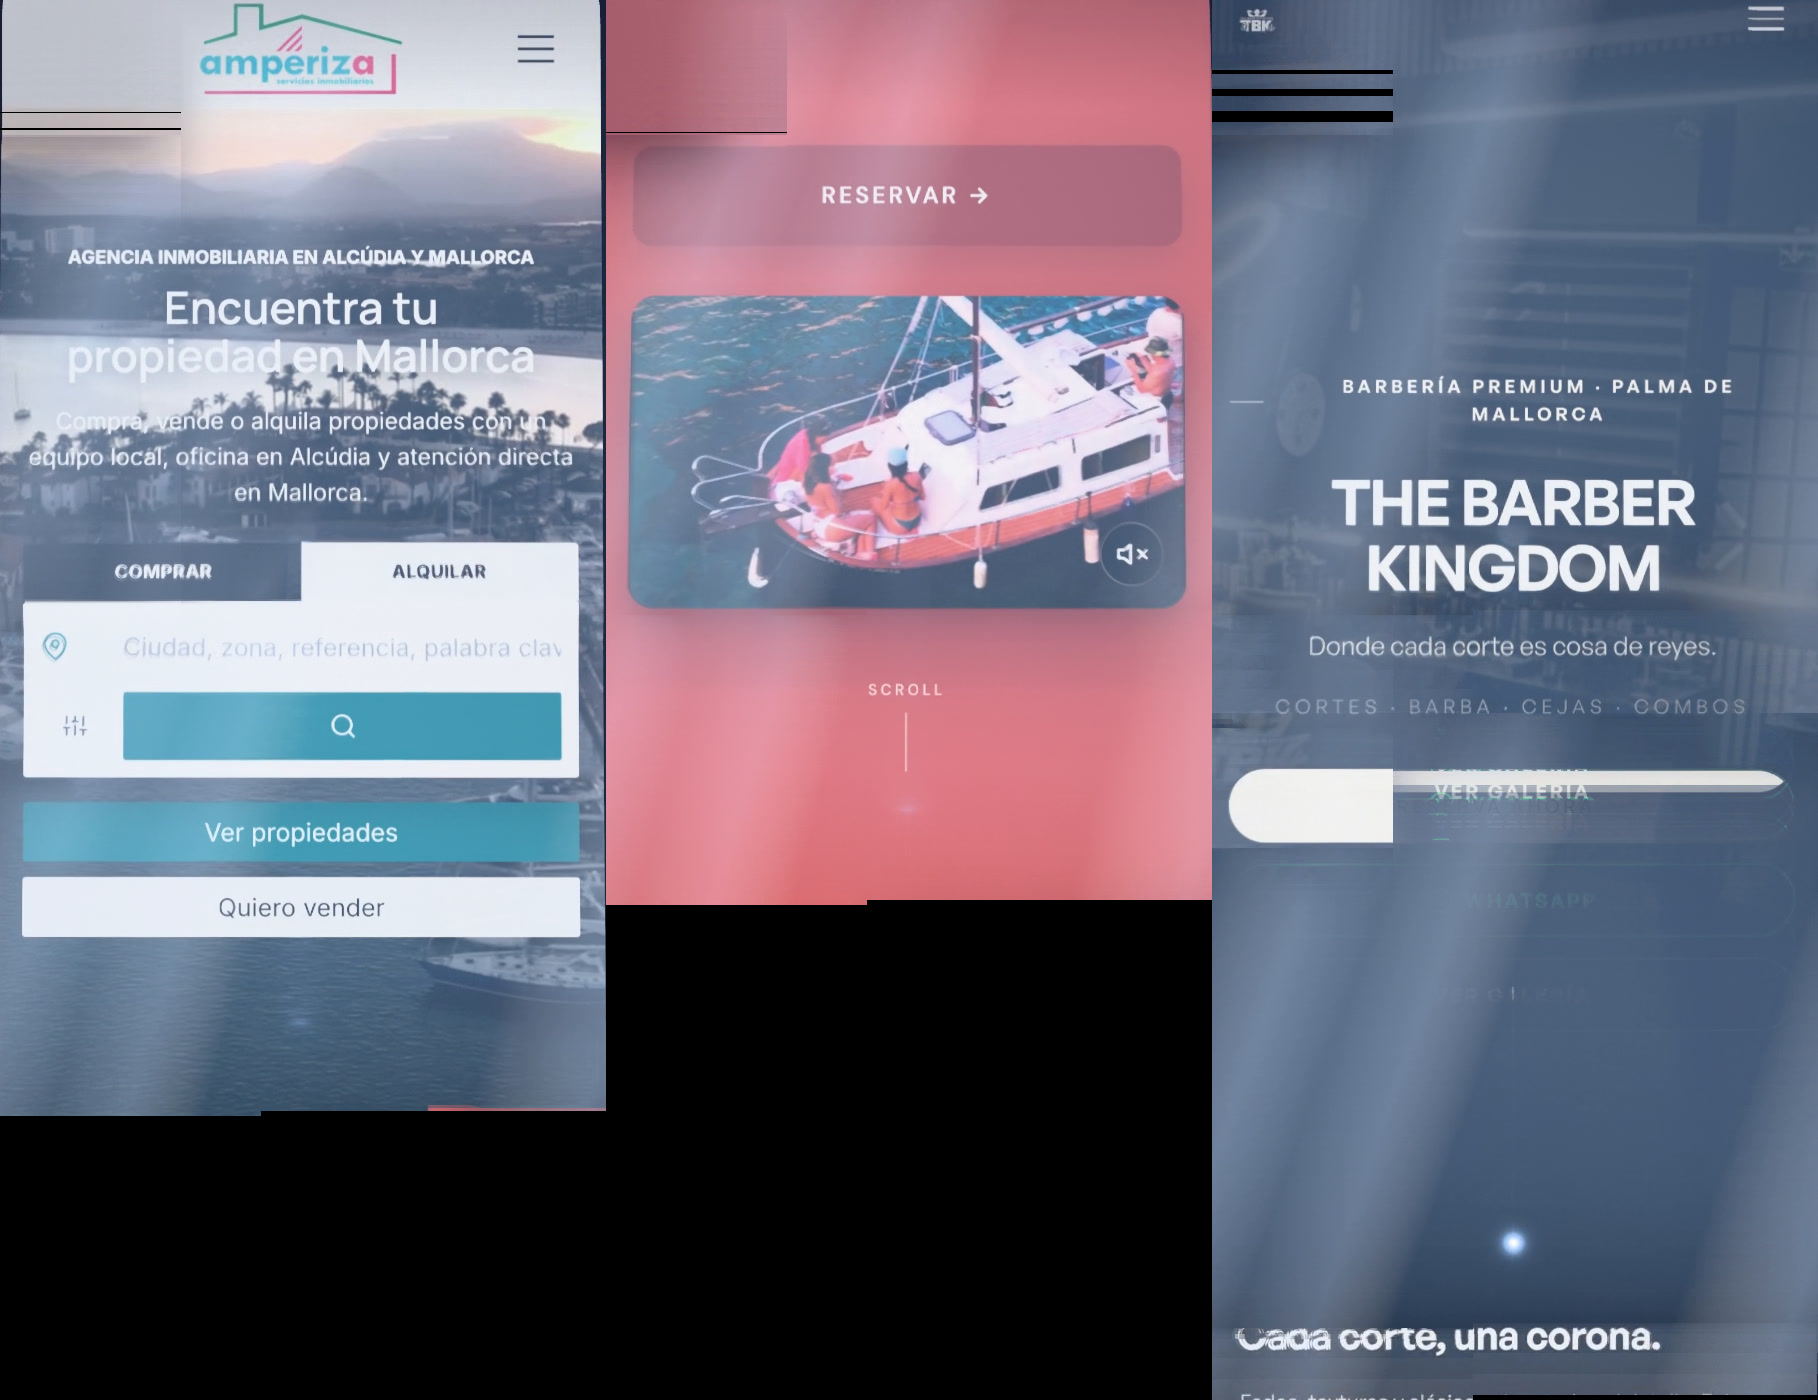 amperiza
servicios inmobiliarios
AGENCIA INMOBILIARIA EN ALCÚDIA Y MALLORCA
Encuentra tu
propiedad en Mallorca
Compra, vende o alquila propiedades con un
equipo local, oficina en Alcúdia y atención directa
en Mallorca.
COMPRAR
ALQUILAR
Ciudad, zona, referencia, palabra clav
Ver propiedades
Quiero vender
RESERVAR →
SCROLL
TBK
BARBERÍA PREMIUM · PALMA DE
MALLORCA
THE BARBER
KINGDOM
Donde cada corte es cosa de reyes.
CORTES · BARBA · CEJAS · COMBOS
VER GALERÍA
WHATSAPP
VER GALERÍA
Cada corte, una corona.